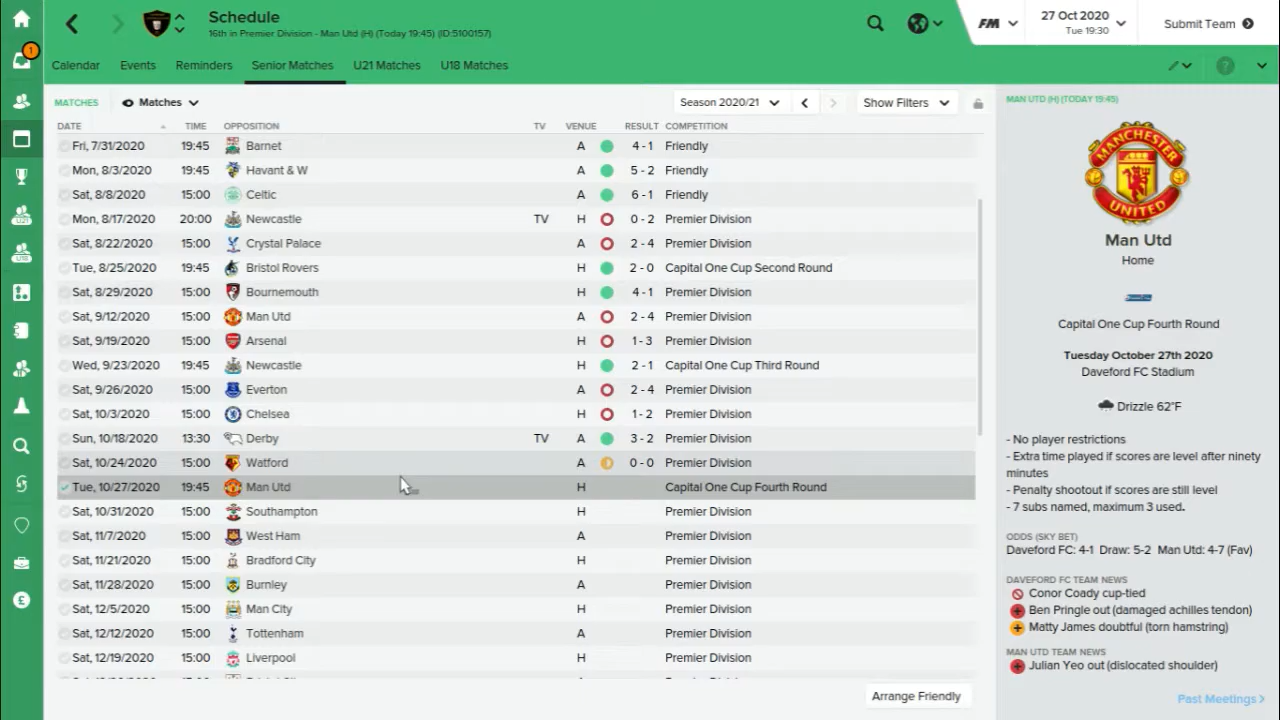 Schedule
16th in Premier Division - Man Utd (H) (Today 19:45) (ID:5100157)
FM
27 Oct 2020
Tue 19:30
Submit Team
1
Calendar Events Reminders Senior Matches U21 Matches U18 Matches
MATCHES Matches Season 2020/21 Show Filters
DATE TIME OPPOSITION TV VENUE RESULT COMPETITION
Fri, 7/31/2020 19:45 Barnet A 4 - 1 Friendly
Mon, 8/3/2020 19:45 Havant & W A 5 - 2 Friendly
Sat, 8/8/2020 15:00 Celtic A 6 - 1 Friendly
Mon, 8/17/2020 20:00 Newcastle TV H 0 - 2 Premier Division
Sat, 8/22/2020 15:00 Crystal Palace A 2 - 4 Premier Division
Tue, 8/25/2020 19:45 Bristol Rovers H 2 - 0 Capital One Cup Second Round
Sat, 8/29/2020 15:00 Bournemouth H 4 - 1 Premier Division
Sat, 9/12/2020 15:00 Man Utd A 2 - 4 Premier Division
Sat, 9/19/2020 15:00 Arsenal H 1 - 3 Premier Division
Wed, 9/23/2020 19:45 Newcastle H 2 - 1 Capital One Cup Third Round
Sat, 9/26/2020 15:00 Everton A 2 - 4 Premier Division
Sat, 10/3/2020 15:00 Chelsea H 1 - 2 Premier Division
Sun, 10/18/2020 13:30 Derby TV A 3 - 2 Premier Division
Sat, 10/24/2020 15:00 Watford A 0 - 0 Premier Division
Tue, 10/27/2020 19:45 Man Utd H Capital One Cup Fourth Round
Sat, 10/31/2020 15:00 Southampton H Premier Division
Sat, 11/7/2020 15:00 West Ham A Premier Division
Sat, 11/21/2020 15:00 Bradford City H Premier Division
Sat, 11/28/2020 15:00 Burnley A Premier Division
Sat, 12/5/2020 15:00 Man City H Premier Division
Sat, 12/12/2020 15:00 Tottenham A Premier Division
Sat, 12/19/2020 15:00 Liverpool H Premier Division
Arrange Friendly
MAN UTD (H) (TODAY 19:45)
MANCHESTER
UNITED
Man Utd
Home
Capital One Cup Fourth Round
Tuesday October 27th 2020
Daveford FC Stadium
Drizzle 62°F
- No player restrictions
- Extra time played if scores are level after ninety
minutes
- Penalty shootout if scores are still level
- 7 subs named, maximum 3 used.
ODDS (SKY BET)
Daveford FC: 4-1 Draw: 5-2 Man Utd: 4-7 (Fav)
DAVEFORD FC TEAM NEWS
Conor Coady cup-tied
Ben Pringle out (damaged achilles tendon)
Matty James doubtful (torn hamstring)
MAN UTD TEAM NEWS
Julian Yeo out (dislocated shoulder)
Past Meetings >